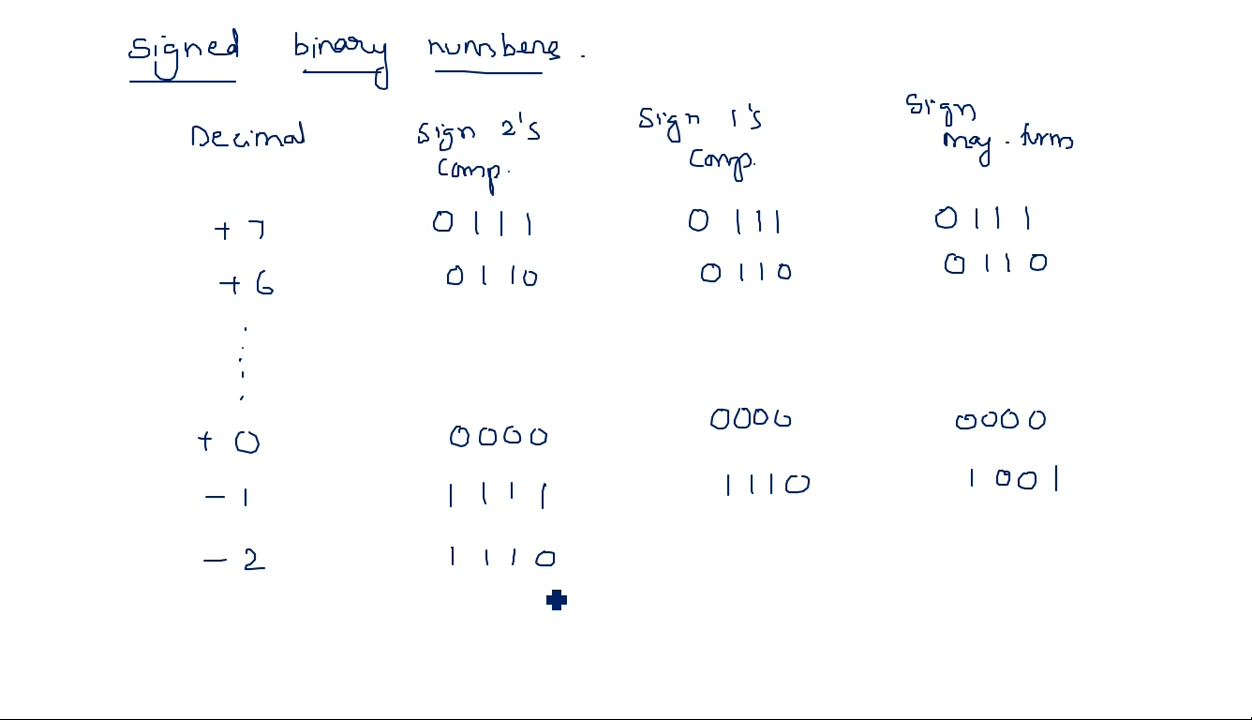 Signed binary numbers.
Decimal Sign 2's Comp. Sign 1's Comp. Sign mag. form
+ 7 0111 0111 0111
+ 6 0110 0110 0110
+ 0 0000 0000 0000
- 1 1111 1110 1001
- 2 1110